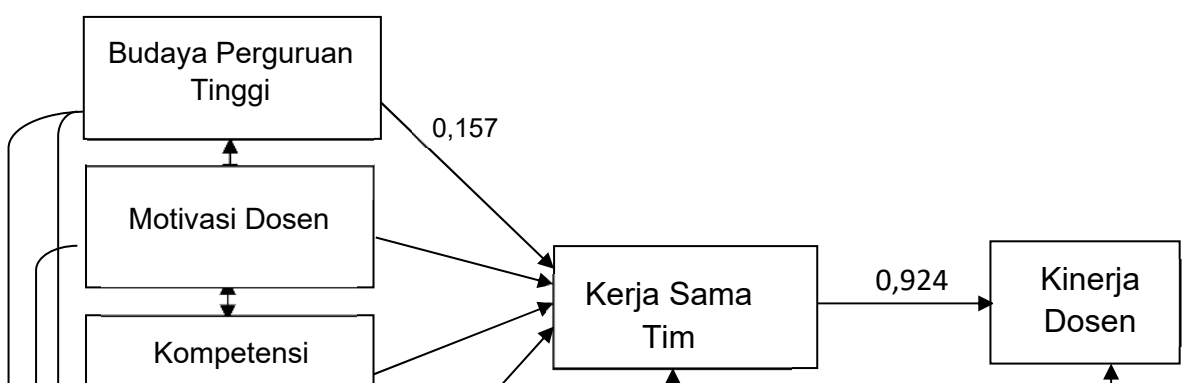 Budaya Perguruan
Tinggi
0,157
Motivasi Dosen
Kerja Sama
Tim
0,924
Kinerja
Dosen
Kompetensi